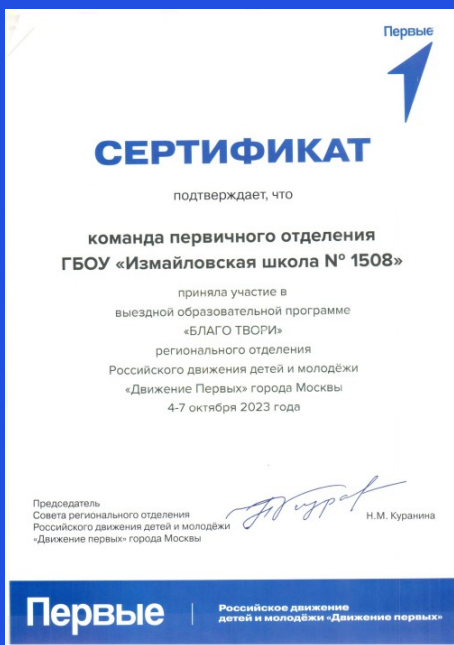 Первые
СЕРТИФИКАТ
подтверждает, что
команда первичного отделения
ГБОУ «Измайловская школа № 1508»
приняла участие в
выездной образовательной программе
«БЛАГО ТВОРИ»
регионального отделения
Российского движения детей и молодёжи
«Движение Первых» города Москвы
4-7 октября 2023 года
Председатель
Совета регионального отделения
Российского движения детей и молодёжи
«Движение первых» города Москвы
Н.М. Куранина
Первые
Российское движение
детей и молодёжи «Движение первых»